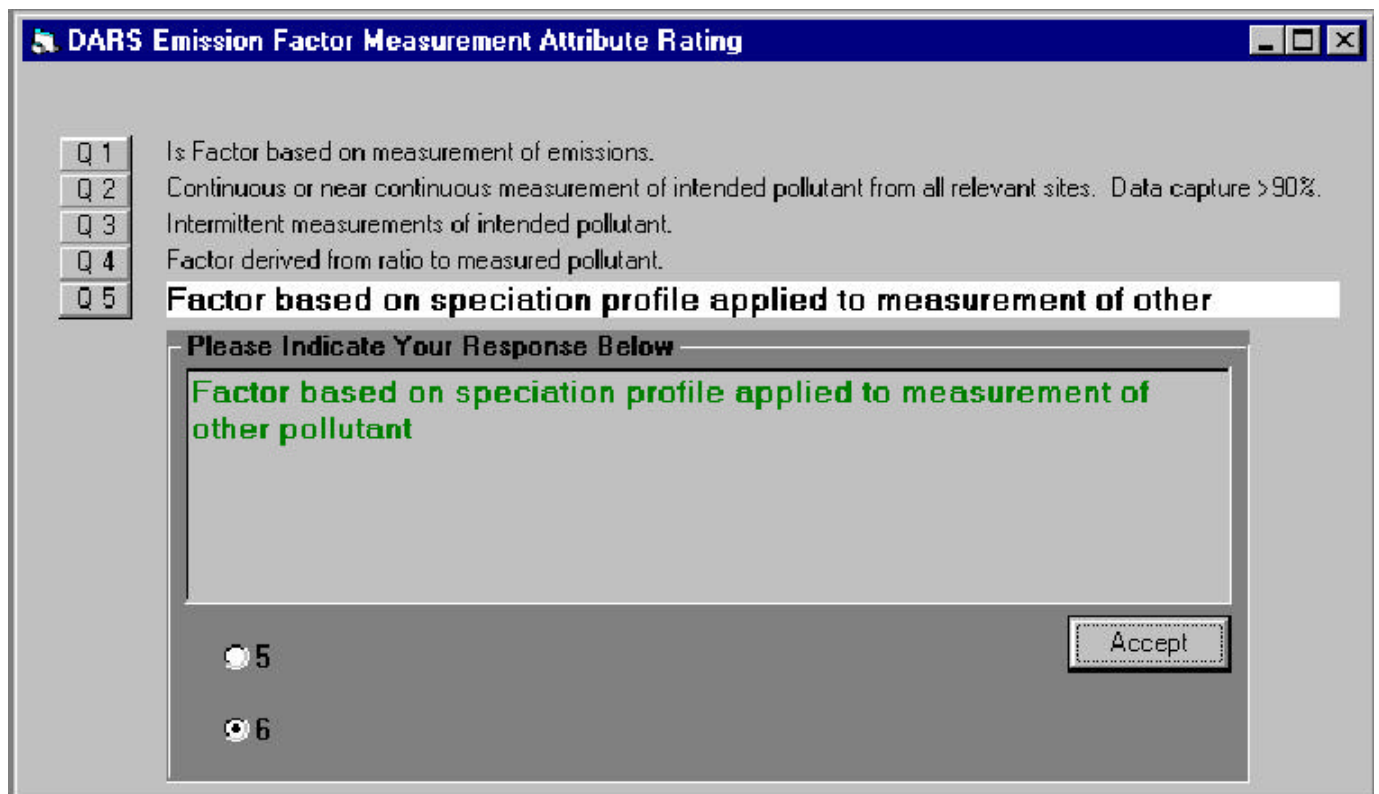 DARS Emission Factor Measurement Attribute Rating
Q 1 Is Factor based on measurement of emissions.
Q 2 Continuous or near continuous measurement of intended pollutant from all relevant sites. Data capture >90%.
Q 3 Intermittent measurements of intended pollutant.
Q 4 Factor derived from ratio to measured pollutant.
Q 5 Factor based on speciation profile applied to measurement of other
Please Indicate Your Response Below
Factor based on speciation profile applied to measurement of
other pollutant
5
Accept
6